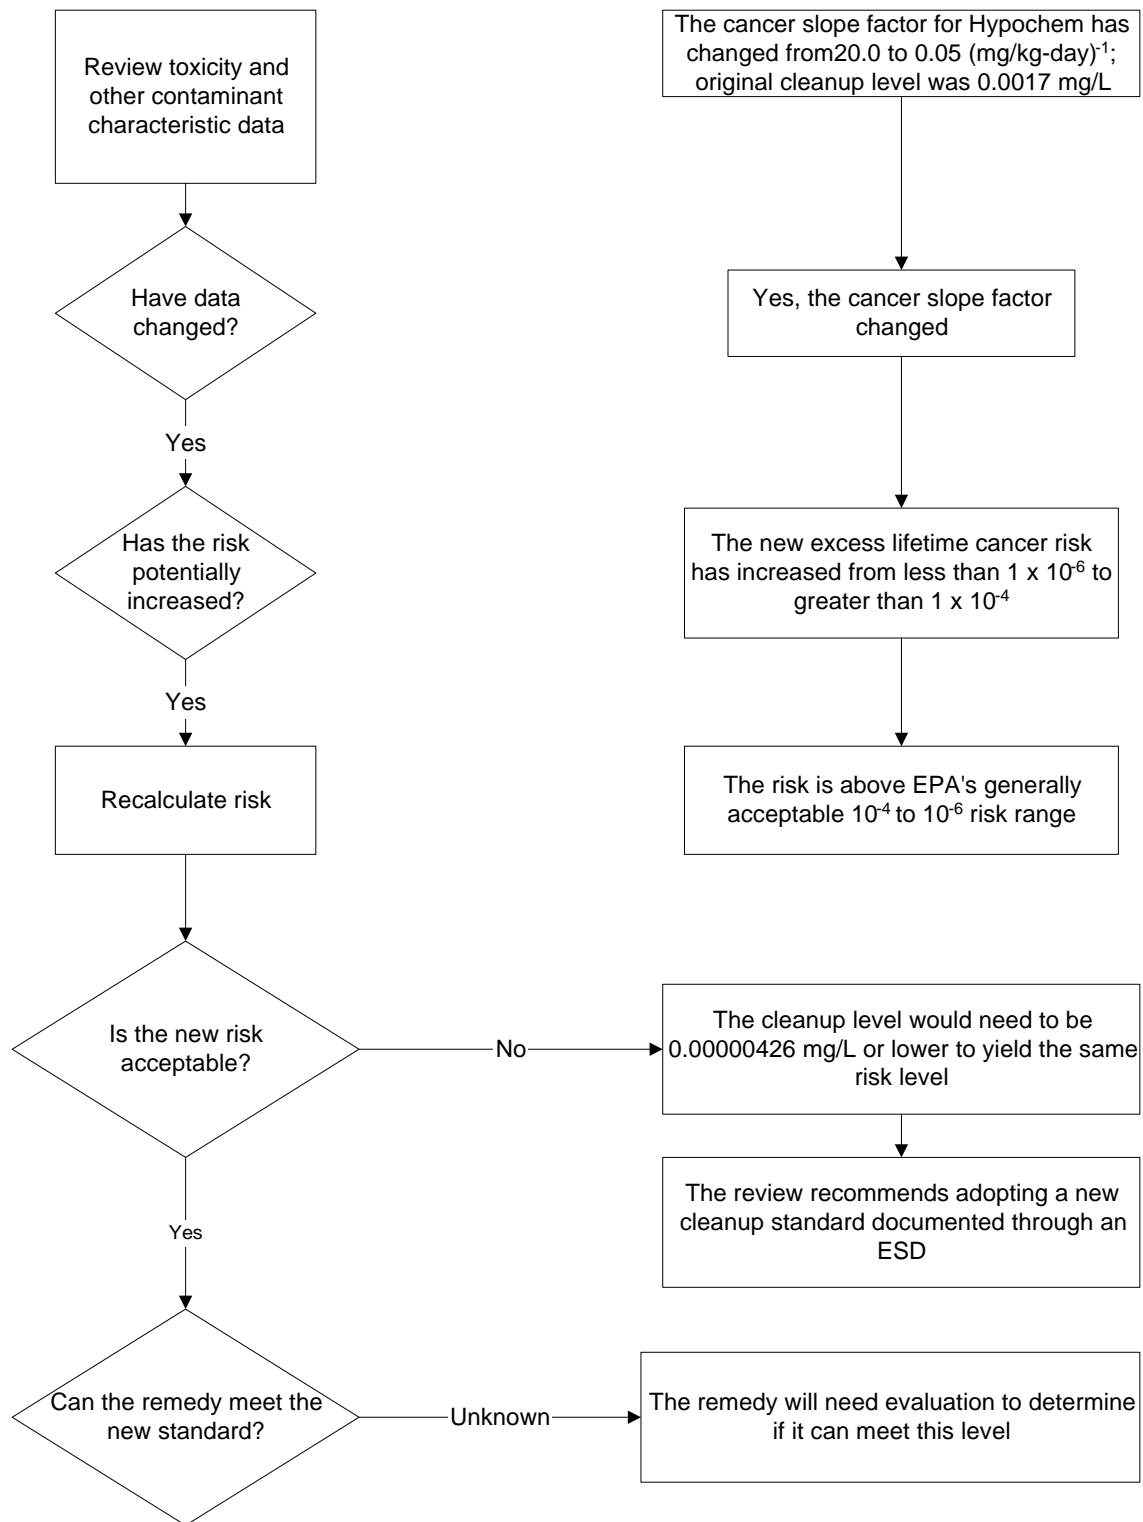 Review toxicity and
other contaminant
characteristic data
The cancer slope factor for Hypochem has
changed from20.0 to 0.05 (mg/kg-day)⁻¹;
original cleanup level was 0.0017 mg/L
Have data
changed?
Yes, the cancer slope factor
changed
Yes
Has the risk
potentially
increased?
The new excess lifetime cancer risk
has increased from less than 1 x 10⁻⁶ to
greater than 1 x 10⁻⁴
Yes
Recalculate risk
The risk is above EPA's generally
acceptable 10⁻⁴ to 10⁻⁶ risk range
Is the new risk
acceptable?
No
The cleanup level would need to be
0.00000426 mg/L or lower to yield the same
risk level
The review recommends adopting a new
cleanup standard documented through an
ESD
Yes
Can the remedy meet the
new standard?
Unknown
The remedy will need evaluation to determine
if it can meet this level